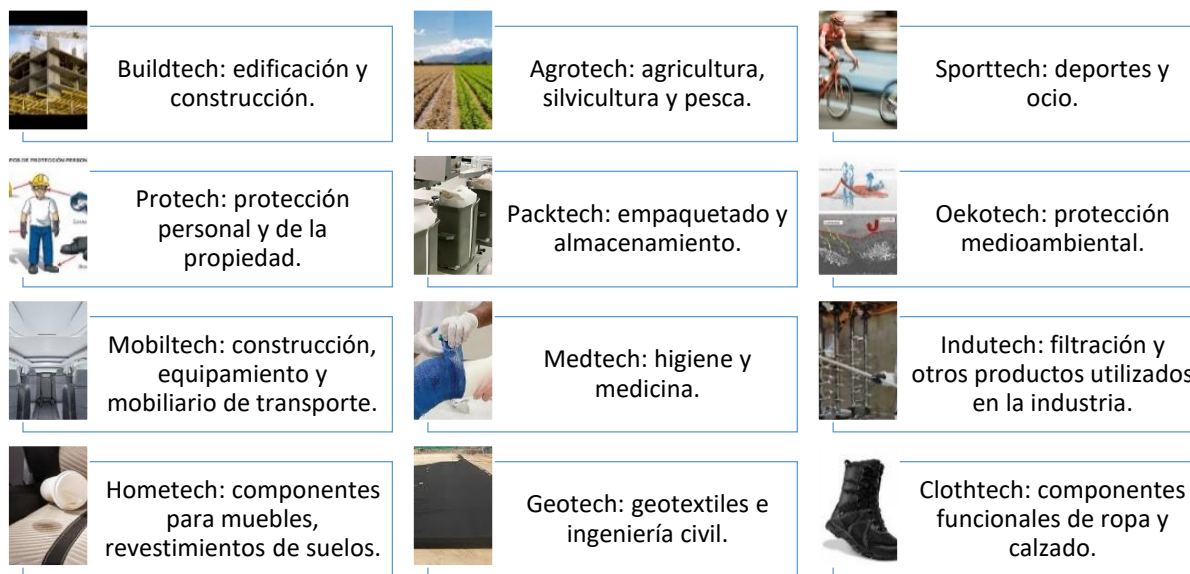 Buildtech: edificación y
construcción.
Agrotech: agricultura,
silvicultura y pesca.
Sporttech: deportes y
ocio.
Protech: protección
personal y de la
propiedad.
Packtech: empaquetado y
almacenamiento.
Oekotech: protección
medioambiental.
Mobiltech: construcción,
equipamiento y
mobiliario de transporte.
Medtech: higiene y
medicina.
Indutech: filtración y
otros productos utilizados
en la industria.
Hometech: componentes
para muebles,
revestimientos de suelos.
Geotech: geotextiles e
ingeniería civil.
Clothtech: componentes
funcionales de ropa y
calzado.